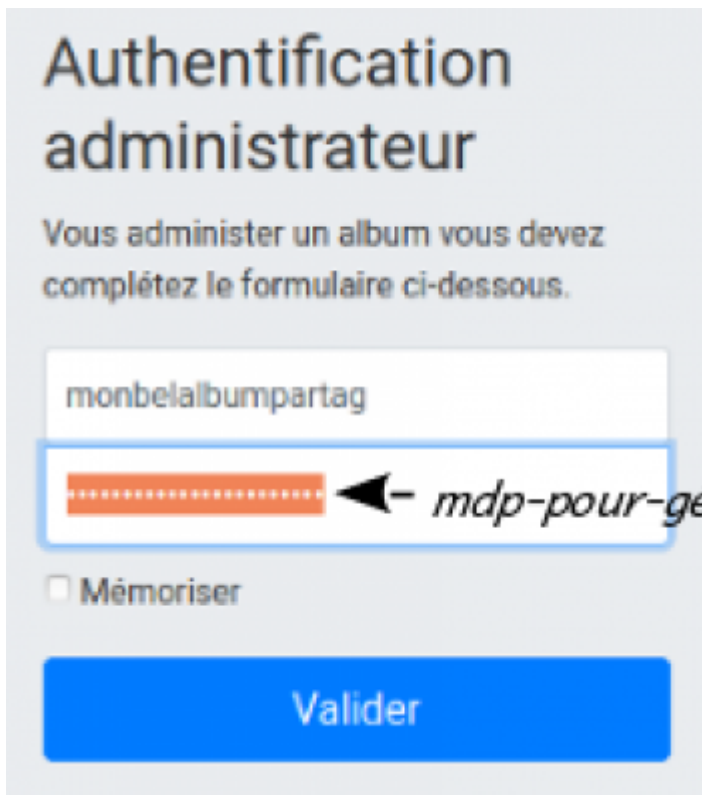 Authentification
administrateur
Vous administer un album vous devez
complétez le formulaire ci-dessous.
monbelalbumpartag
mdp-pour-ge
Mémoriser
Valider